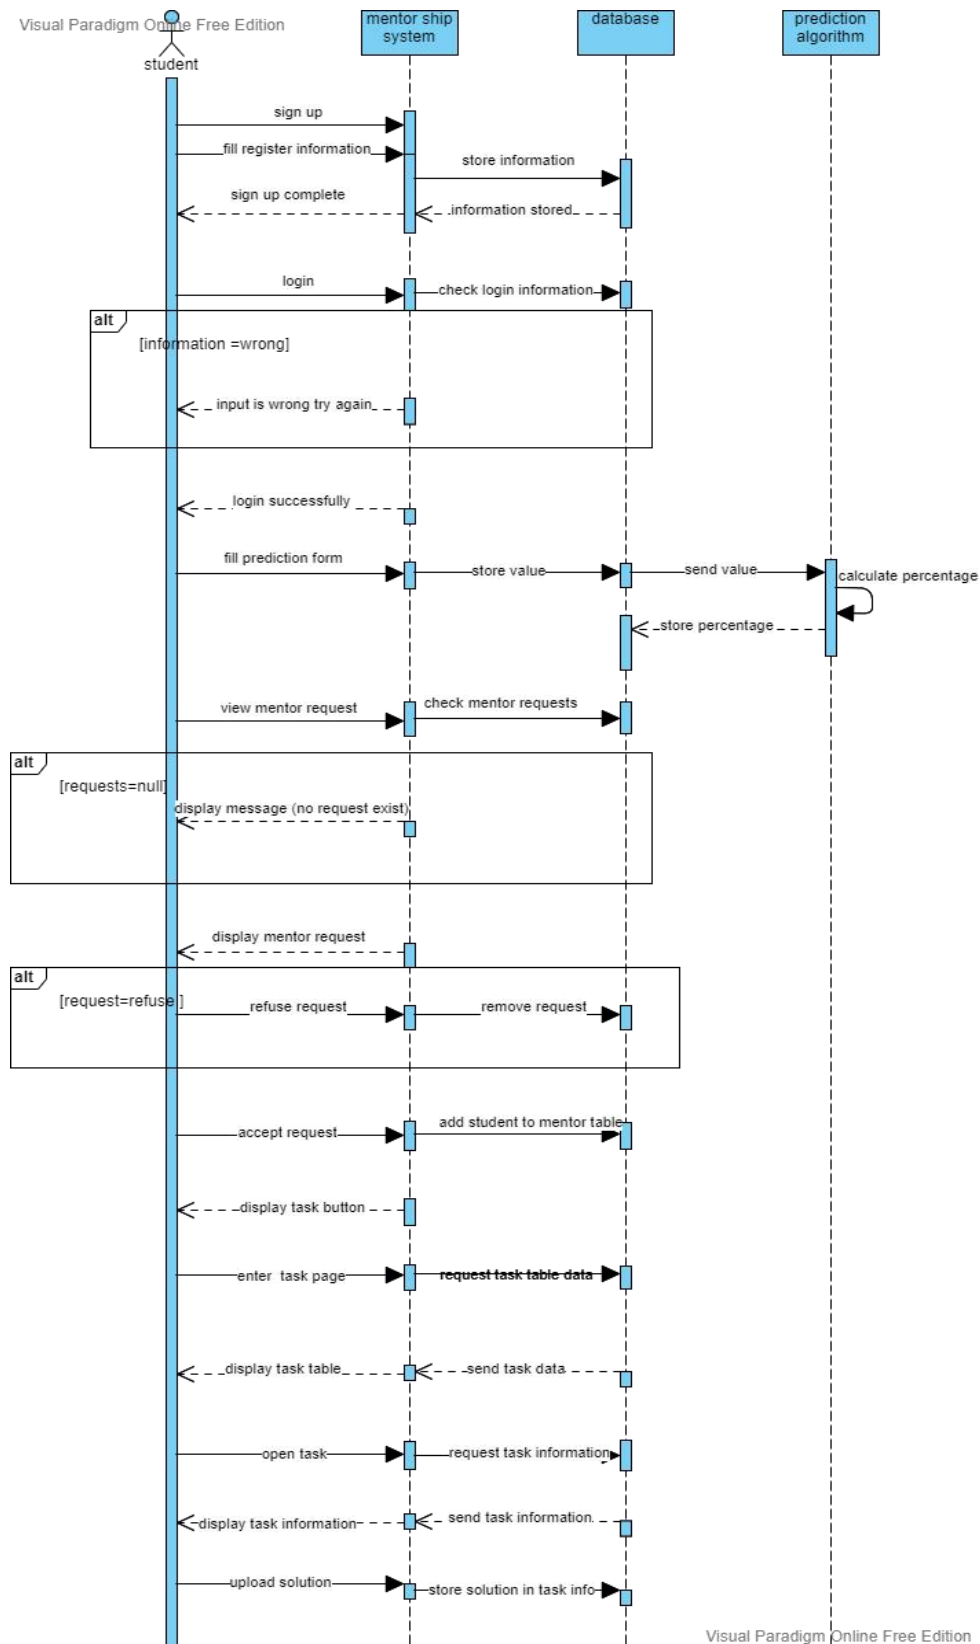 Visual Paradigm Online Free Edition
student
mentor ship
system
database
prediction
algorithm
sign up
fill register information
store information
sign up complete
information stored
login
check login information
alt
[information =wrong]
input is wrong try again
login successfully
fill prediction form
store value
send value
calculate percentage
store percentage
view mentor request
check mentor requests
alt
[requests=null]
display message (no request exist)
display mentor request
alt
[request=refuse ]
refuse request
remove request
accept request
add student to mentor table
display task button
enter task page
request task table data
display task table
send task data
open task
request task information
display task information
send task information
upload solution
store solution in task info
Visual Paradigm Online Free Edition